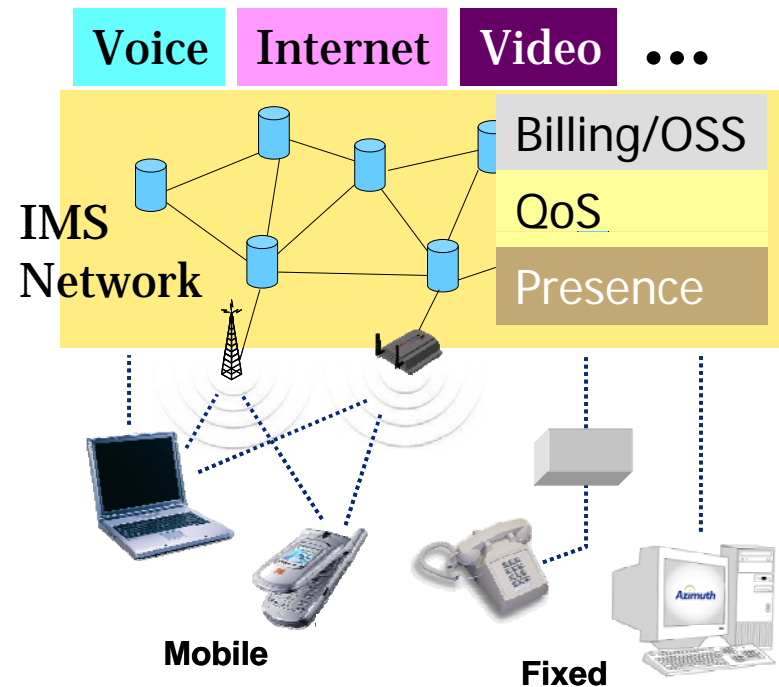 Voice Internet Video ...
Billing/OSS
QoS
IMS
Network
Presence
Azimuth
Mobile
Fixed